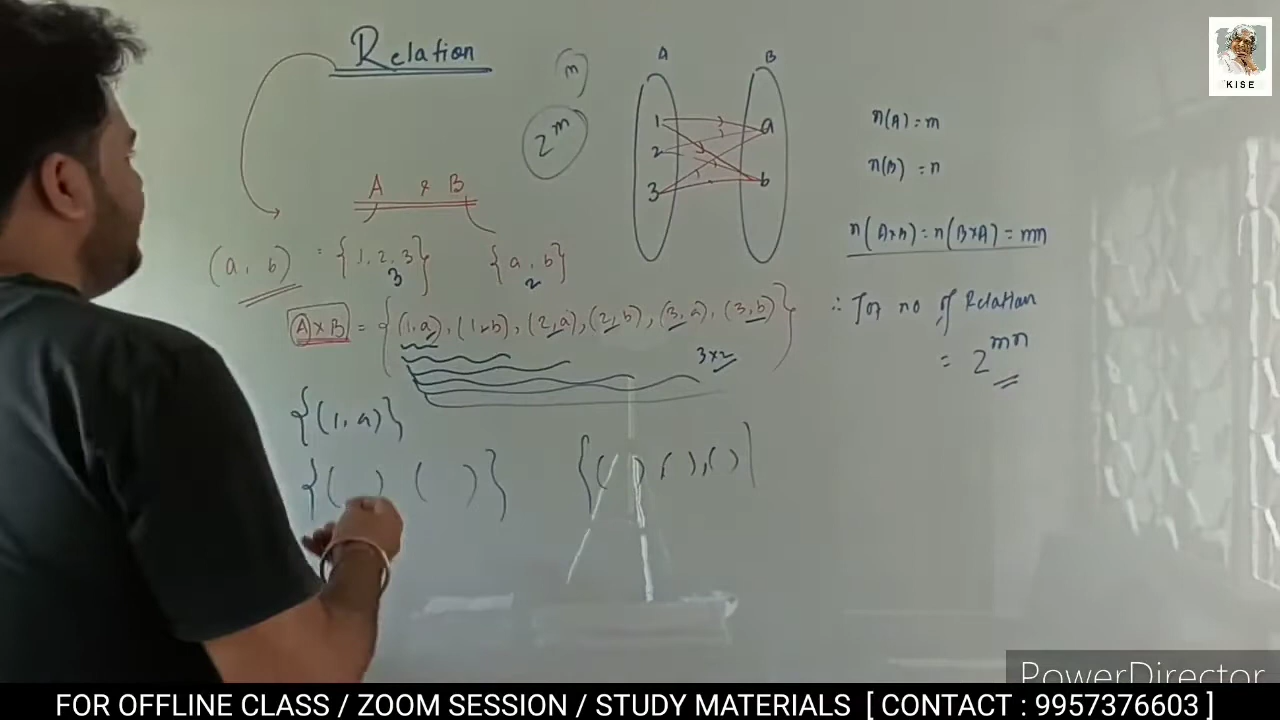 Relation
m
2^m
A & B
(a, b) = {1, 2, 3} {a, b}
3 2
A×B = {(1,a), (1,b), (2,a), (2,b), (3,a), (3,b)}
3×2
{(1, a)}
{( ) ( )} {( ) ( ), ( )}
A B
1 a
2
3 b
n(A) = m
n(B) = n
n(A×B) = n(B×A) = mn
∴ Tor no of Relation
= 2^mn
KISE
PowerDirector
FOR OFFLINE CLASS / ZOOM SESSION / STUDY MATERIALS [ CONTACT : 9957376603 ]